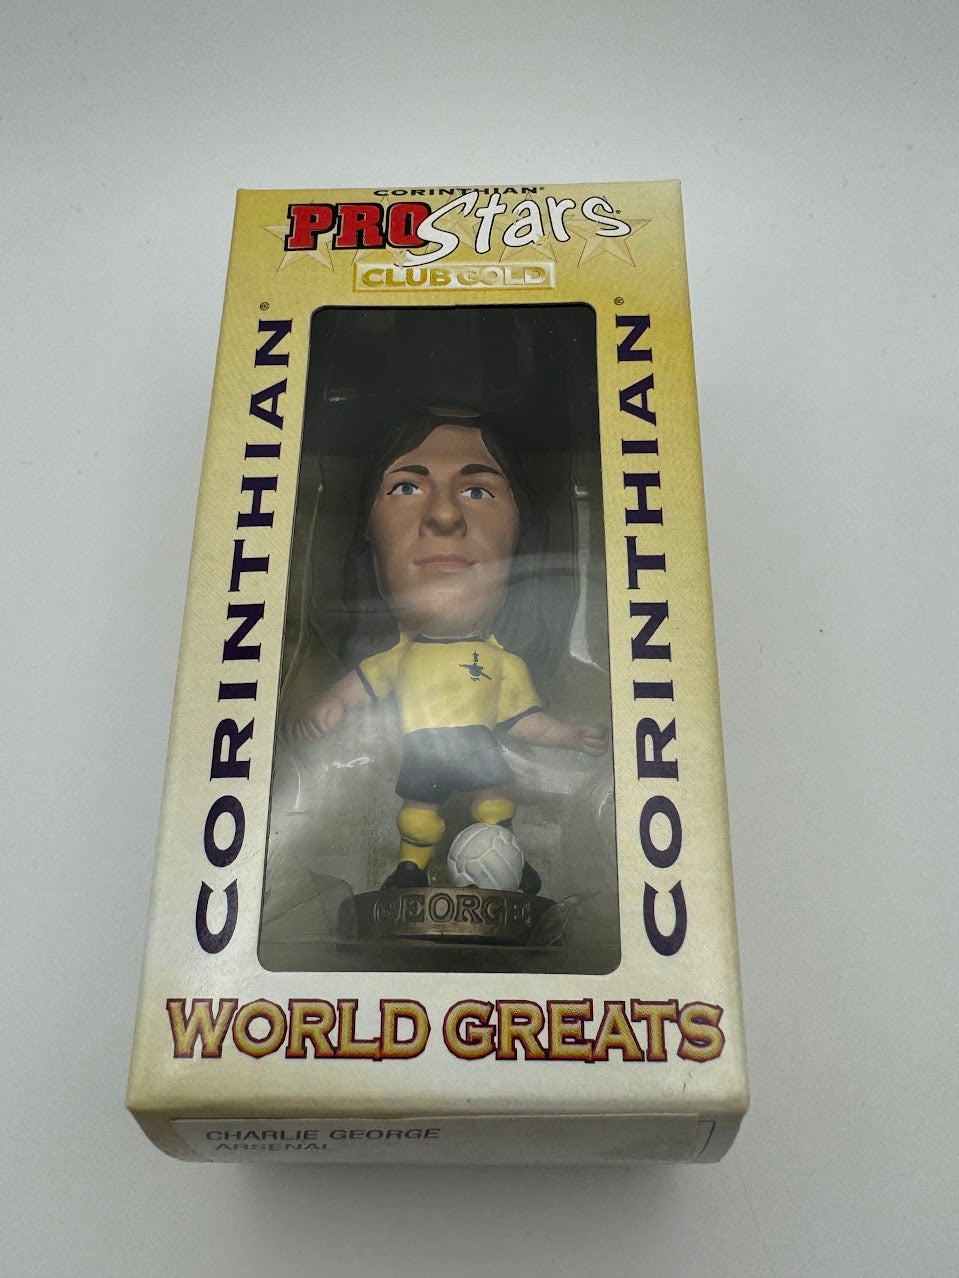 CORINTHIAN®
PRO Stars
CLUB GOLD
CORINTHIAN®
CORINTHIAN®
GEORGE
WORLD GREATS
CHARLIE GEORGE
ARSENAL